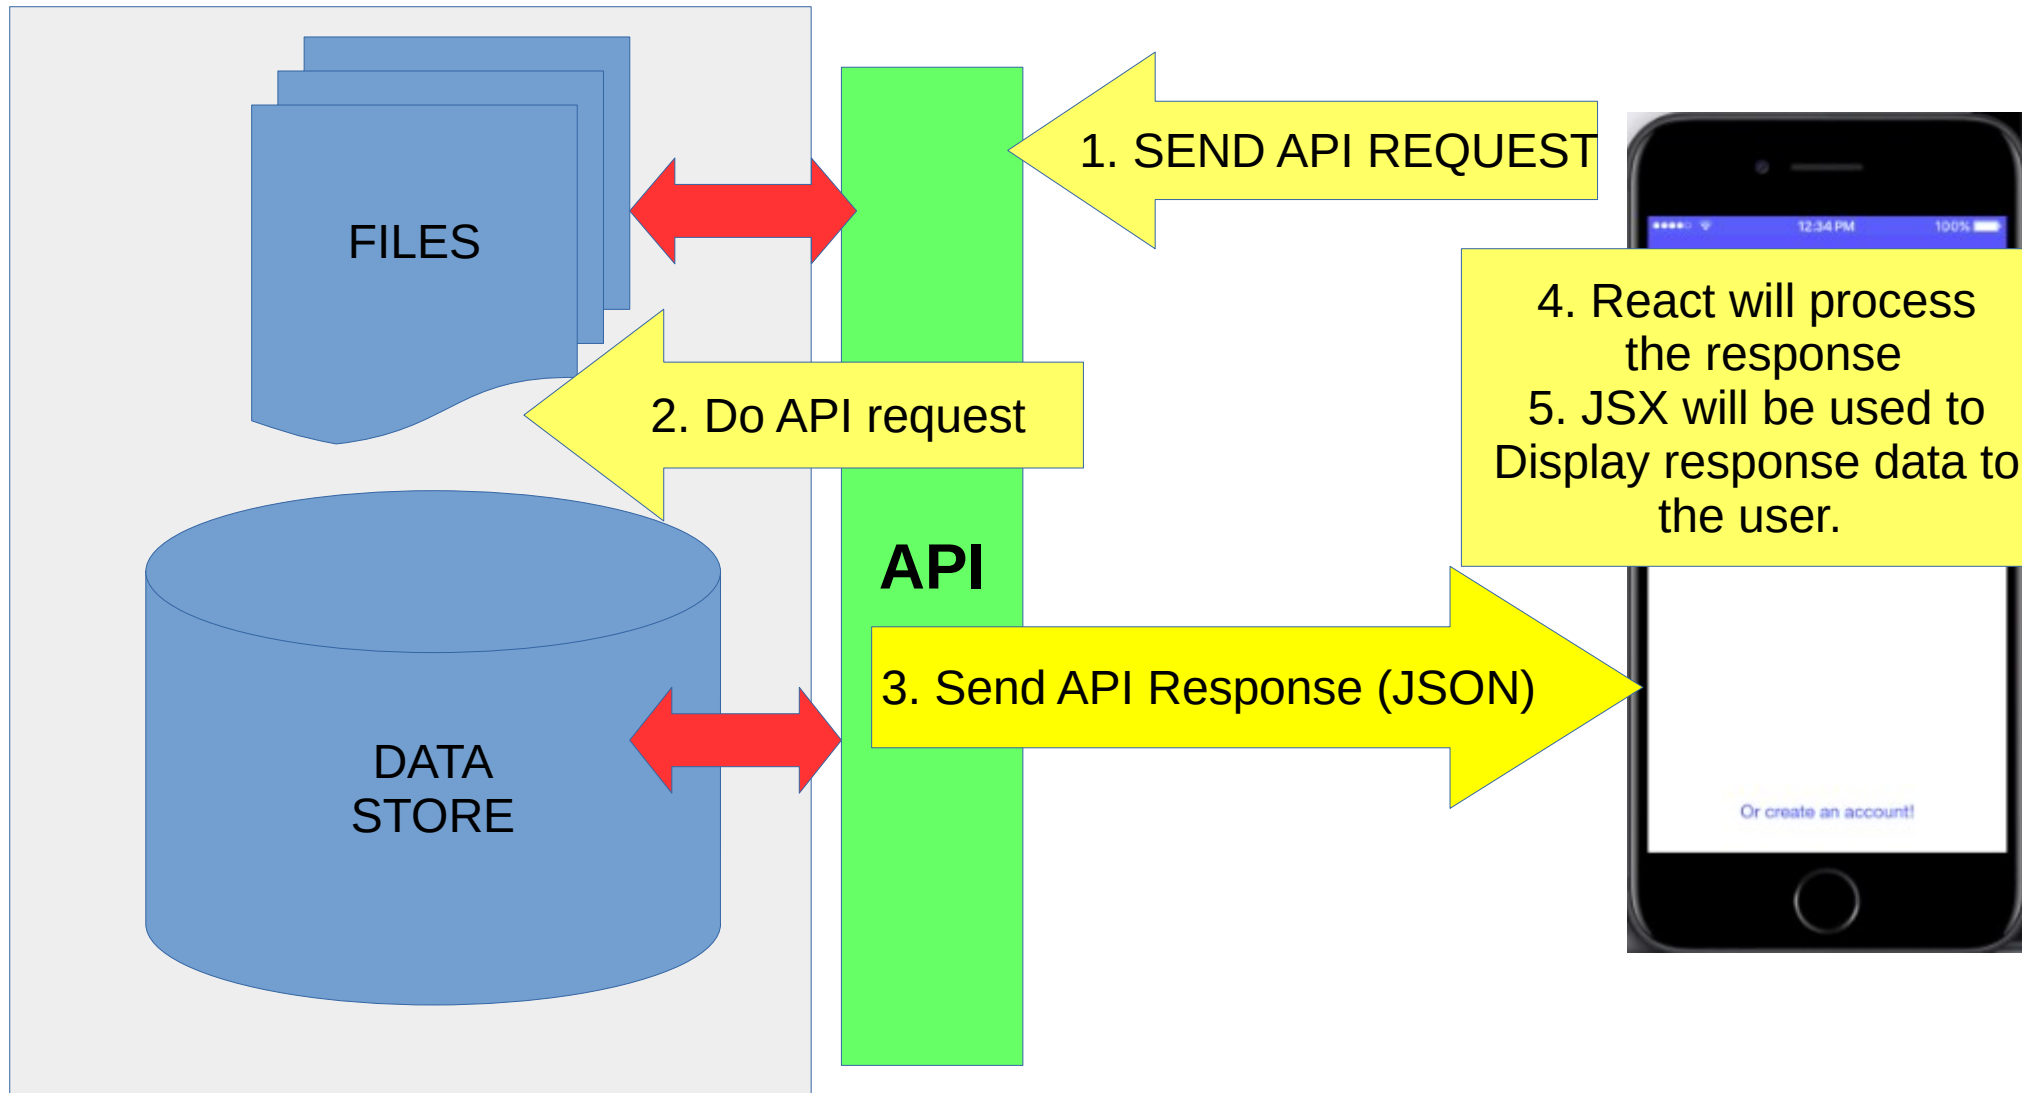 1. SEND API REQUEST
12:34 PM
100%
FILES
4. React will process
the response
5. JSX will be used to
Display response data to
the user.
2. Do API request
API
3. Send API Response (JSON)
DATA
STORE
Or create an account!